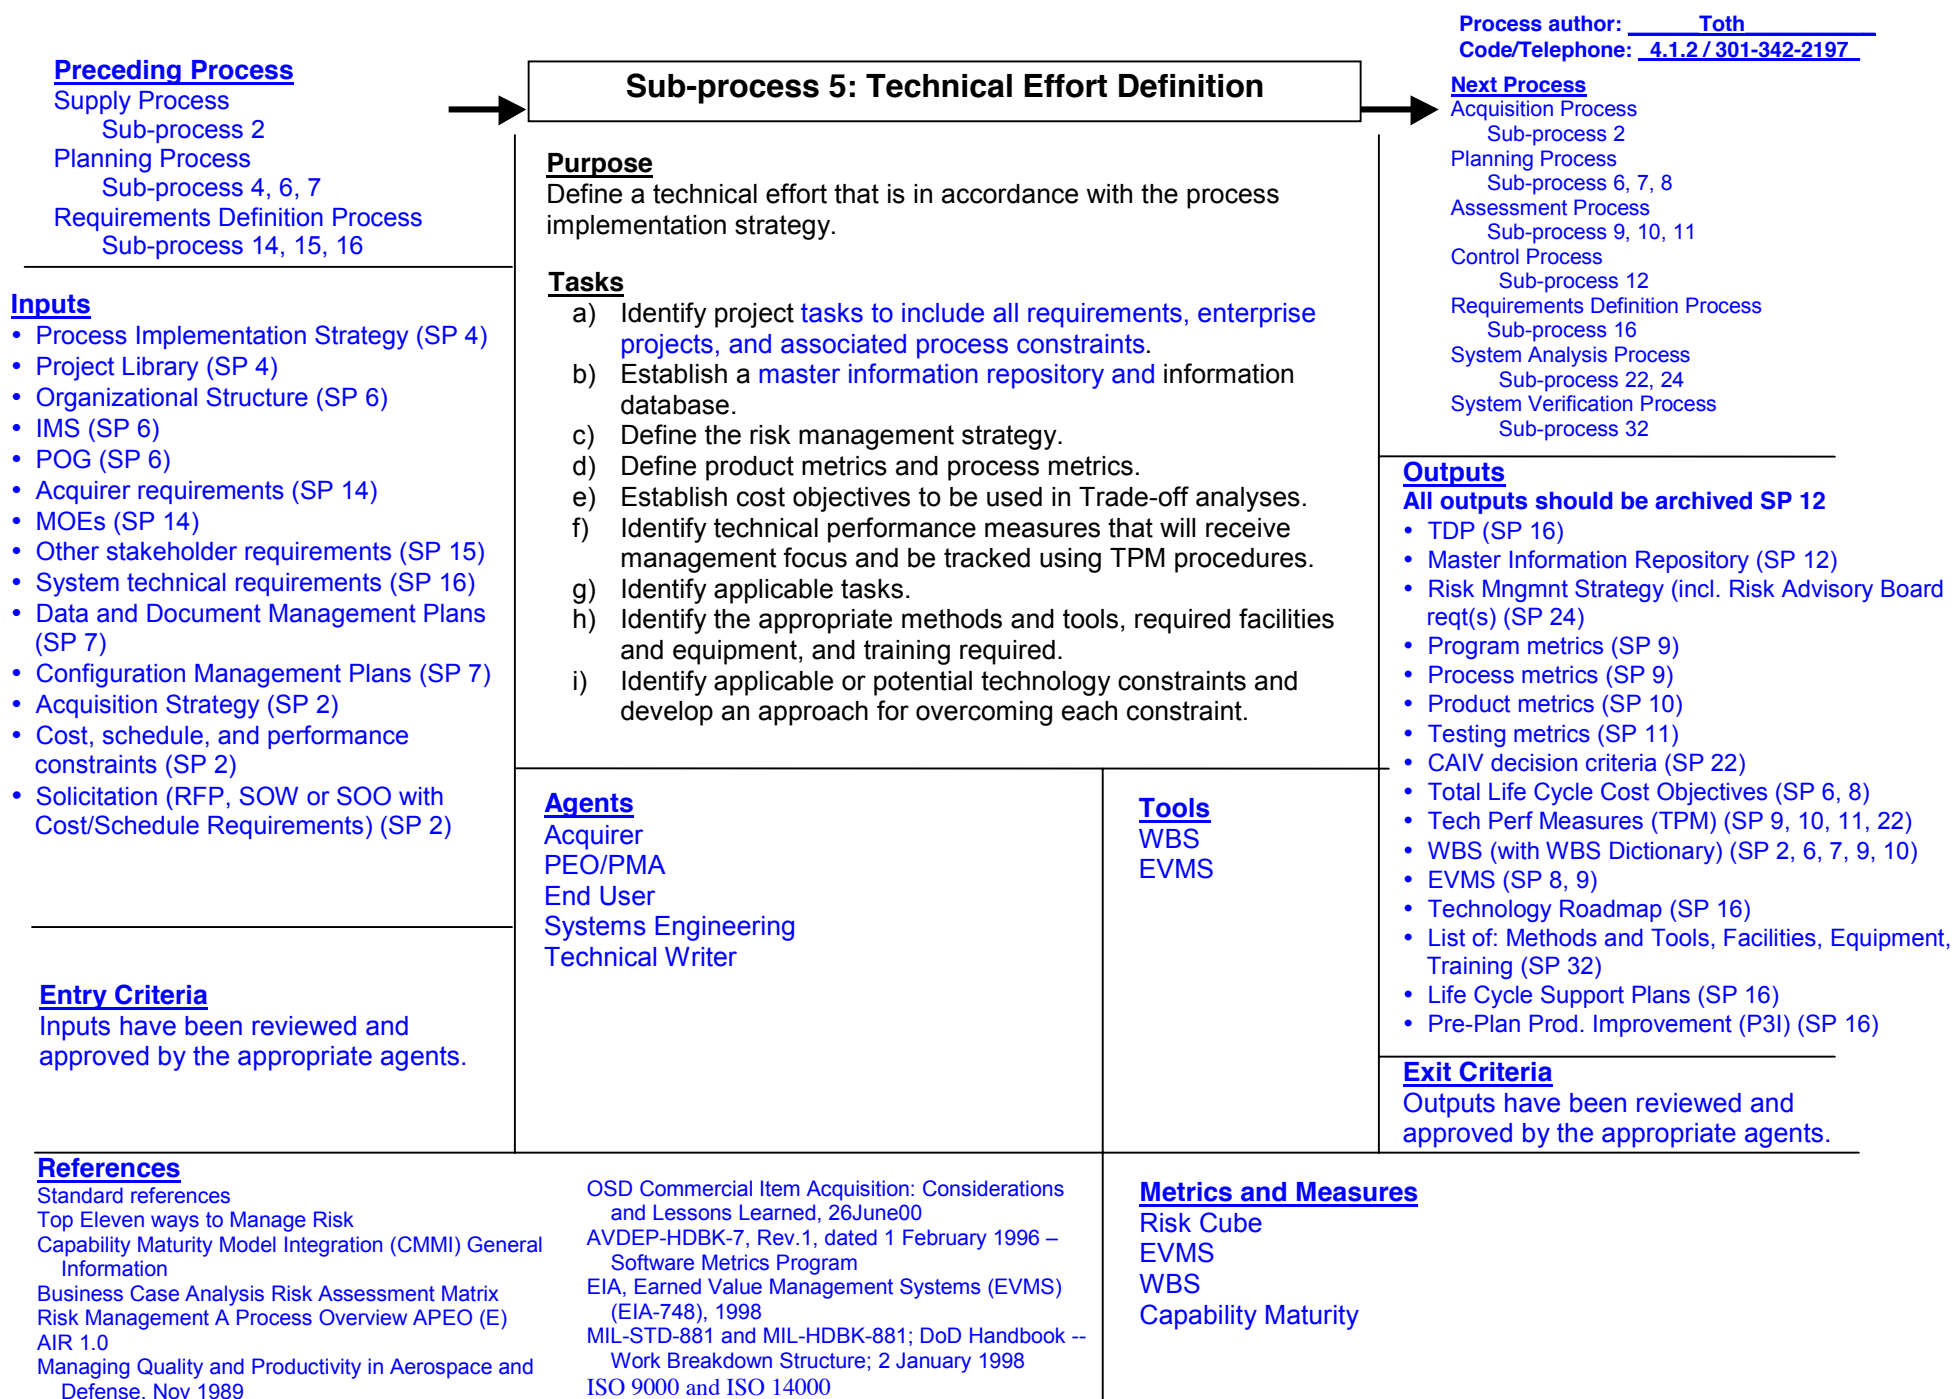 Process author: Toth
Code/Telephone: 4.1.2 / 301-342-2197
Preceding Process
Supply Process
Sub-process 2
Planning Process
Sub-process 4, 6, 7
Requirements Definition Process
Sub-process 14, 15, 16
Sub-process 5: Technical Effort Definition
Next Process
Acquisition Process
Sub-process 2
Planning Process
Sub-process 6, 7, 8
Assessment Process
Sub-process 9, 10, 11
Control Process
Sub-process 12
Requirements Definition Process
Sub-process 16
System Analysis Process
Sub-process 22, 24
System Verification Process
Sub-process 32
Inputs
• Process Implementation Strategy (SP 4)
• Project Library (SP 4)
• Organizational Structure (SP 6)
• IMS (SP 6)
• POG (SP 6)
• Acquirer requirements (SP 14)
• MOEs (SP 14)
• Other stakeholder requirements (SP 15)
• System technical requirements (SP 16)
• Data and Document Management Plans
(SP 7)
• Configuration Management Plans (SP 7)
• Acquisition Strategy (SP 2)
• Cost, schedule, and performance
constraints (SP 2)
• Solicitation (RFP, SOW or SOO with
Cost/Schedule Requirements) (SP 2)
Purpose
Define a technical effort that is in accordance with the process
implementation strategy.
Tasks
a) Identify project tasks to include all requirements, enterprise
projects, and associated process constraints.
b) Establish a master information repository and information
database.
c) Define the risk management strategy.
d) Define product metrics and process metrics.
e) Establish cost objectives to be used in Trade-off analyses.
f) Identify technical performance measures that will receive
management focus and be tracked using TPM procedures.
g) Identify applicable tasks.
h) Identify the appropriate methods and tools, required facilities
and equipment, and training required.
i) Identify applicable or potential technology constraints and
develop an approach for overcoming each constraint.
Outputs
All outputs should be archived SP 12
• TDP (SP 16)
• Master Information Repository (SP 12)
• Risk Mngmnt Strategy (incl. Risk Advisory Board
reqt(s) (SP 24)
• Program metrics (SP 9)
• Process metrics (SP 9)
• Product metrics (SP 10)
• Testing metrics (SP 11)
• CAIV decision criteria (SP 22)
• Total Life Cycle Cost Objectives (SP 6, 8)
• Tech Perf Measures (TPM) (SP 9, 10, 11, 22)
• WBS (with WBS Dictionary) (SP 2, 6, 7, 9, 10)
• EVMS (SP 8, 9)
• Technology Roadmap (SP 16)
• List of: Methods and Tools, Facilities, Equipment,
Training (SP 32)
• Life Cycle Support Plans (SP 16)
• Pre-Plan Prod. Improvement (P3I) (SP 16)
Agents
Acquirer
PEO/PMA
End User
Systems Engineering
Technical Writer
Tools
WBS
EVMS
Entry Criteria
Inputs have been reviewed and
approved by the appropriate agents.
Exit Criteria
Outputs have been reviewed and
approved by the appropriate agents.
References
Standard references
Top Eleven ways to Manage Risk
Capability Maturity Model Integration (CMMI) General
Information
Business Case Analysis Risk Assessment Matrix
Risk Management A Process Overview APEO (E)
AIR 1.0
Managing Quality and Productivity in Aerospace and
Defense, Nov 1989
OSD Commercial Item Acquisition: Considerations
and Lessons Learned, 26June00
AVDEP-HDBK-7, Rev.1, dated 1 February 1996 –
Software Metrics Program
EIA, Earned Value Management Systems (EVMS)
(EIA-748), 1998
MIL-STD-881 and MIL-HDBK-881; DoD Handbook --
Work Breakdown Structure; 2 January 1998
ISO 9000 and ISO 14000
Metrics and Measures
Risk Cube
EVMS
WBS
Capability Maturity